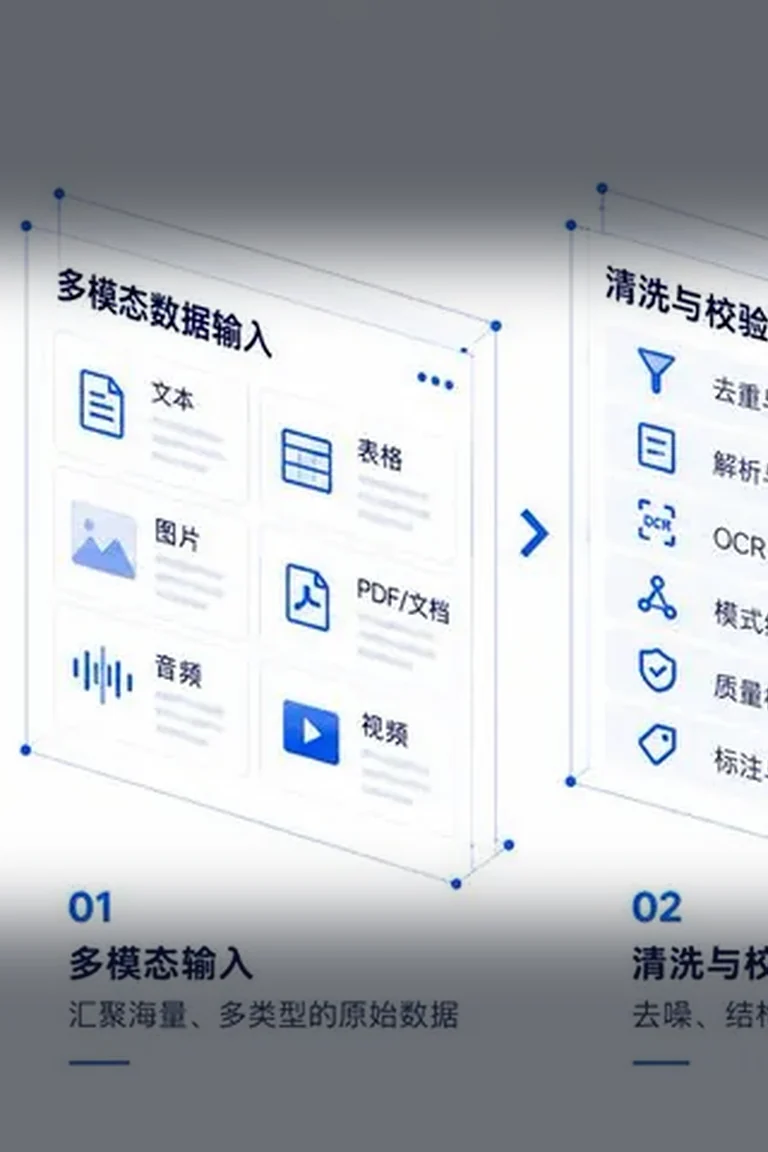 多模态数据输入
文本
表格
图片
PDF/文档
音频
视频
01
多模态输入
汇聚海量、多类型的原始数据
清洗与校验
去重
解析
OCR
OCR
模式
质量
标注
02
清洗与校
去噪、结构